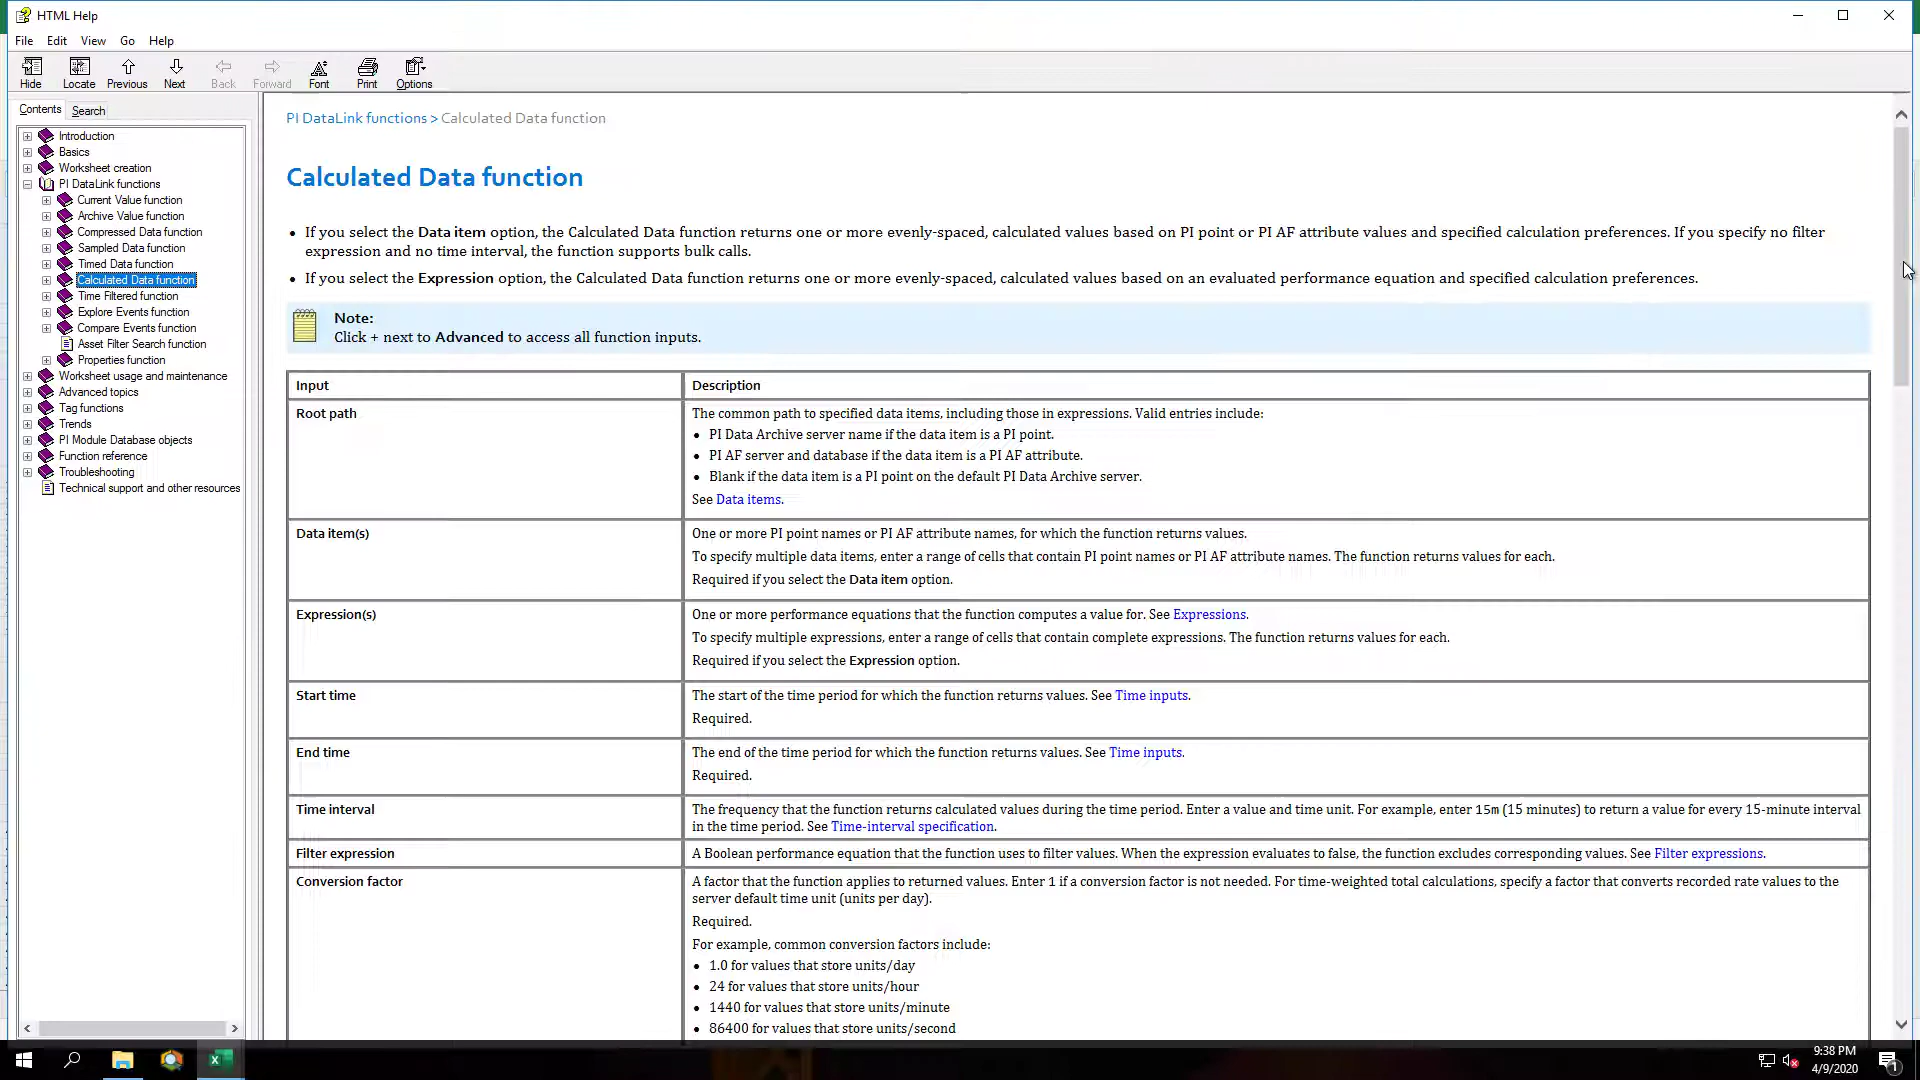 HTML Help
File Edit View Go Help
Hide Locate Previous Next Back Forward Font Print Options
Contents Search
Introduction
Basics
Worksheet creation
PI DataLink functions
Current Value function
Archive Value function
Compressed Data function
Sampled Data function
Timed Data function
Calculated Data function
Time Filtered function
Explore Events function
Compare Events function
Asset Filter Search function
Properties function
Worksheet usage and maintenance
Advanced topics
Tag functions
Trends
PI Module Database objects
Function reference
Troubleshooting
Technical support and other resources
PI DataLink functions > Calculated Data function
Calculated Data function
• If you select the Data item option, the Calculated Data function returns one or more evenly-spaced, calculated values based on PI point or PI AF attribute values and specified calculation preferences. If you specify no filter
expression and no time interval, the function supports bulk calls.
• If you select the Expression option, the Calculated Data function returns one or more evenly-spaced, calculated values based on an evaluated performance equation and specified calculation preferences.
Note:
Click + next to Advanced to access all function inputs.
Input Description
Root path The common path to specified data items, including those in expressions. Valid entries include:
• PI Data Archive server name if the data item is a PI point.
• PI AF server and database if the data item is a PI AF attribute.
• Blank if the data item is a PI point on the default PI Data Archive server.
See Data items.
Data item(s) One or more PI point names or PI AF attribute names, for which the function returns values.
To specify multiple data items, enter a range of cells that contain PI point names or PI AF attribute names. The function returns values for each.
Required if you select the Data item option.
Expression(s) One or more performance equations that the function computes a value for. See Expressions.
To specify multiple expressions, enter a range of cells that contain complete expressions. The function returns values for each.
Required if you select the Expression option.
Start time The start of the time period for which the function returns values. See Time inputs.
Required.
End time The end of the time period for which the function returns values. See Time inputs.
Required.
Time interval The frequency that the function returns calculated values during the time period. Enter a value and time unit. For example, enter 15m (15 minutes) to return a value for every 15-minute interval
in the time period. See Time-interval specification.
Filter expression A Boolean performance equation that the function uses to filter values. When the expression evaluates to false, the function excludes corresponding values. See Filter expressions.
Conversion factor A factor that the function applies to returned values. Enter 1 if a conversion factor is not needed. For time-weighted total calculations, specify a factor that converts recorded rate values to the
server default time unit (units per day).
Required.
For example, common conversion factors include:
• 1.0 for values that store units/day
• 24 for values that store units/hour
• 1440 for values that store units/minute
• 86400 for values that store units/second
9:38 PM
4/9/2020
1